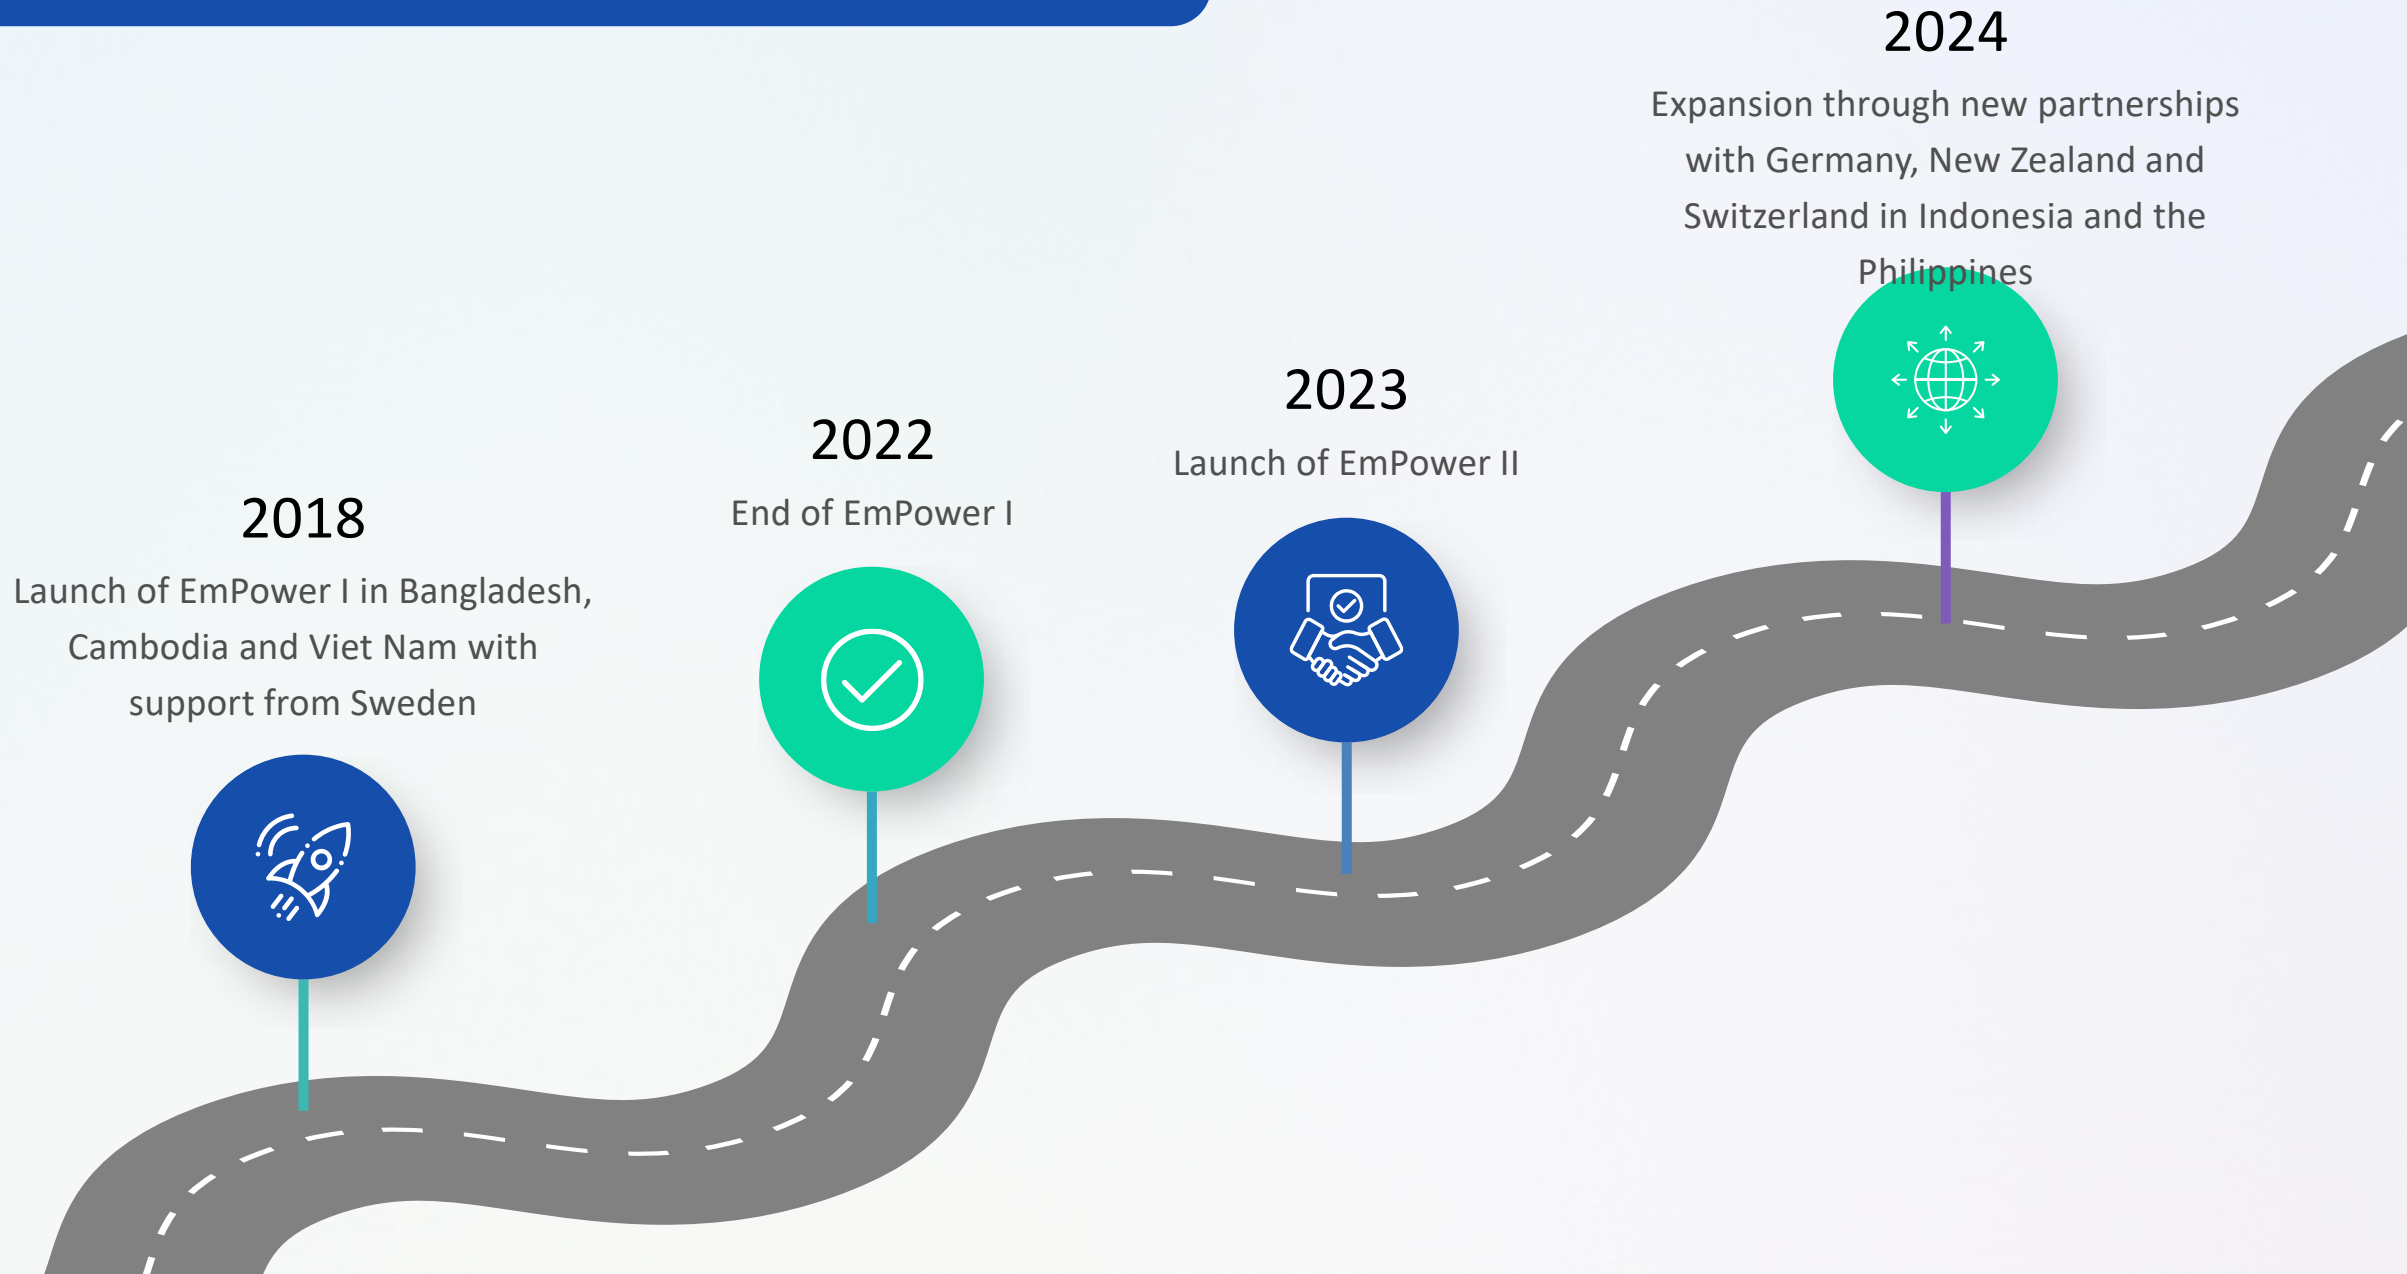 2018
Launch of EmPower I in Bangladesh,
Cambodia and Viet Nam with
support from Sweden
2022
End of EmPower I
2023
Launch of EmPower II
2024
Expansion through new partnerships
with Germany, New Zealand and
Switzerland in Indonesia and the
Philippines